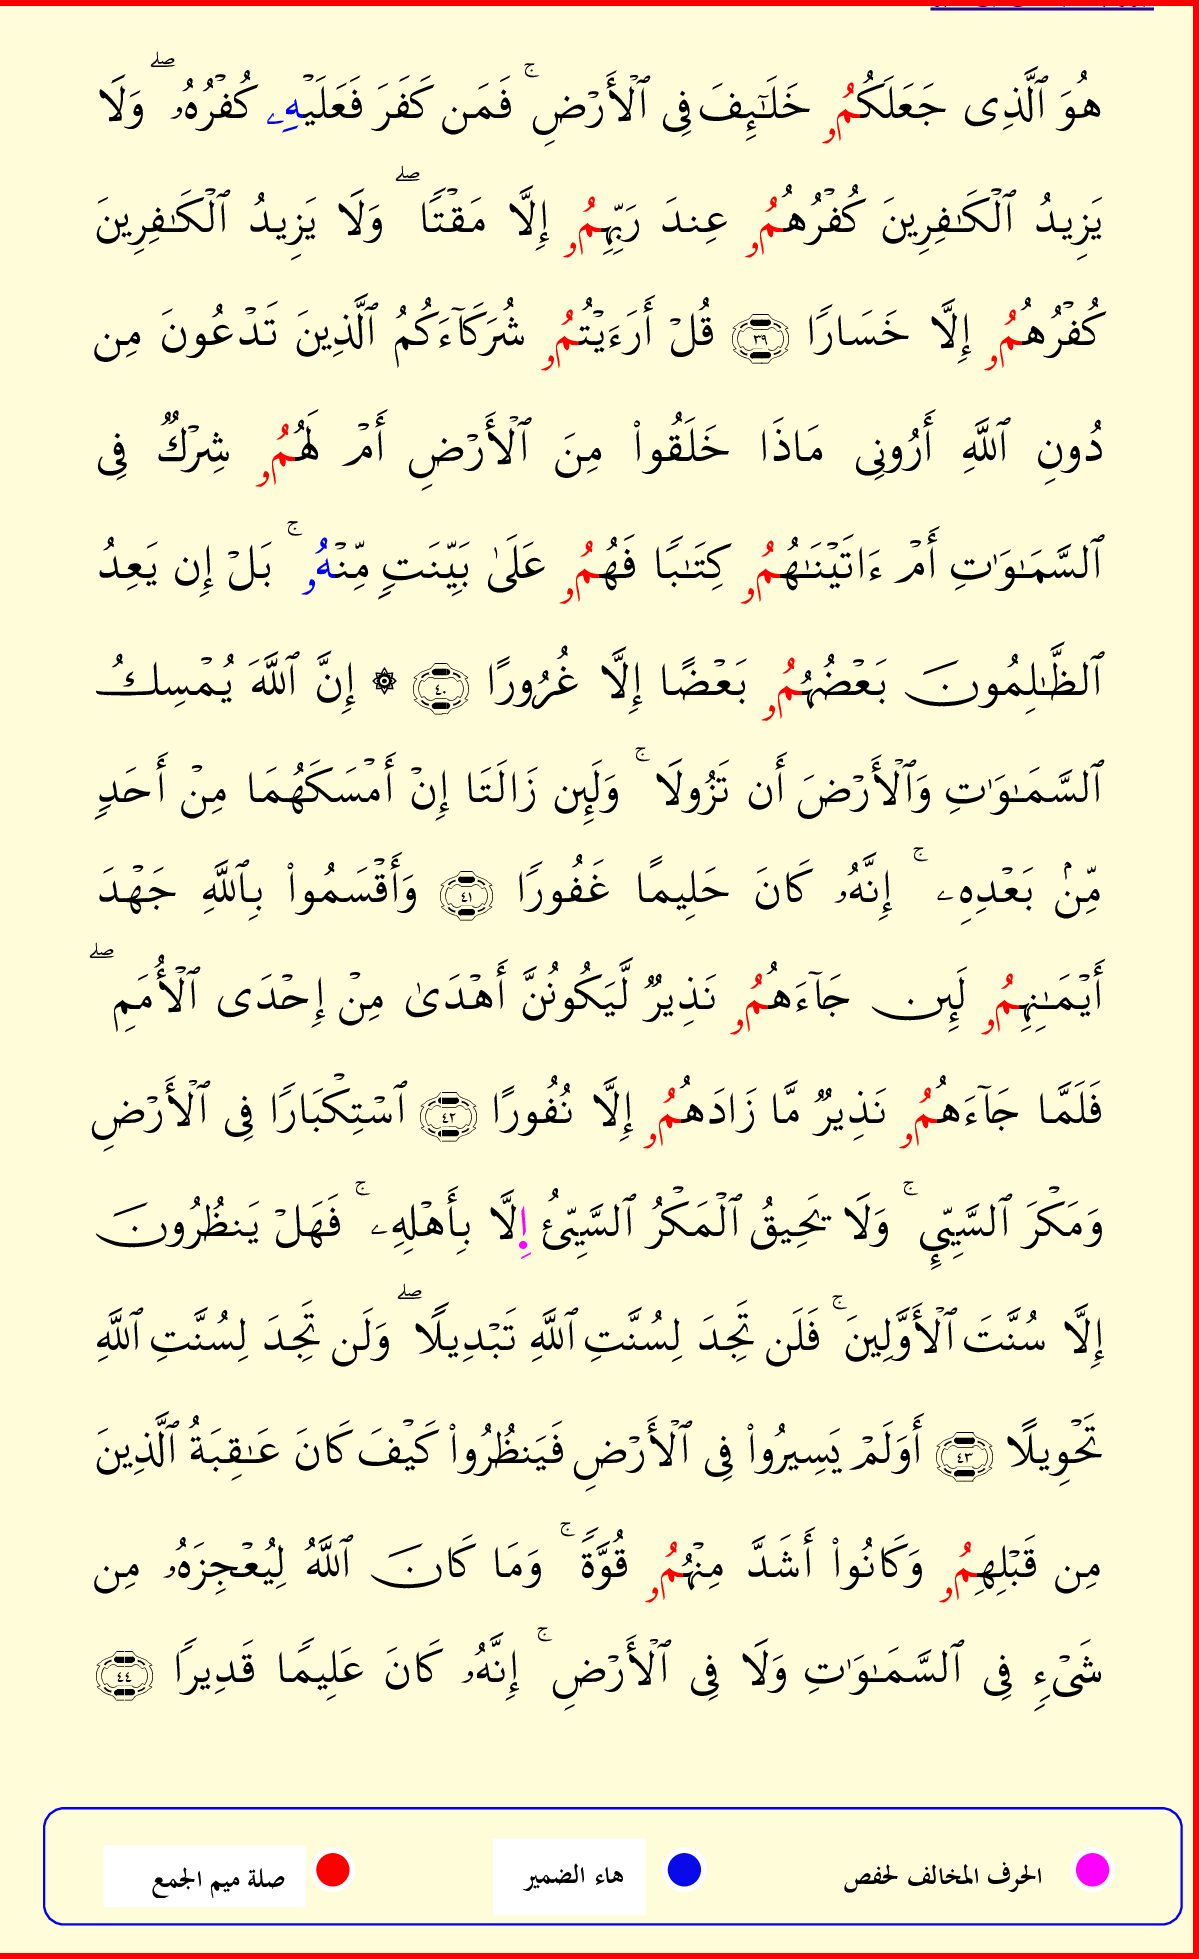 هُوَ ٱلَّذِى جَعَلَكُمُۥ خَلَـٰٓئِفَ فِى ٱلْأَرْضِ ۚ فَمَن كَفَرَ فَعَلَيْهِۦ كُفْرُهُۥ ۖ وَلَا
يَزِيدُ ٱلْكَـٰفِرِينَ كُفْرُهُمُۥ عِندَ رَبِّهِمُۥ إِلَّا مَقْتًا ۖ وَلَا يَزِيدُ ٱلْكَـٰفِرِينَ
كُفْرُهُمُۥ إِلَّا خَسَارًا ٣٩ قُلْ أَرَءَيْتُمُۥ شُرَكَآءَكُمُ ٱلَّذِينَ تَدْعُونَ مِن
دُونِ ٱللَّهِ أَرُونِى مَاذَا خَلَقُوا۟ مِنَ ٱلْأَرْضِ أَمْ لَهُمُۥ شِرْكٌ فِى
ٱلسَّمَـٰوَٰتِ أَمْ ءَاتَيْنَـٰهُمُۥ كِتَـٰبًا فَهُمُۥ عَلَىٰ بَيِّنَتٍ مِّنْهُۥ ۚ بَلْ إِن يَعِدُ
ٱلظَّـٰلِمُونَ بَعْضُهُمُۥ بَعْضًا إِلَّا غُرُورًا ٤٠ ۞ إِنَّ ٱللَّهَ يُمْسِكُ
ٱلسَّمَـٰوَٰتِ وَٱلْأَرْضَ أَن تَزُولَا ۚ وَلَئِن زَالَتَا إِنْ أَمْسَكَهُمَا مِنْ أَحَدٍ
مِّنۢ بَعْدِهِۦ ۚ إِنَّهُۥ كَانَ حَلِيمًا غَفُورًا ٤١ وَأَقْسَمُوا۟ بِٱللَّهِ جَهْدَ
أَيْمَـٰنِهِمُۥ لَئِن جَآءَهُمُۥ نَذِيرٌ لَّيَكُونُنَّ أَهْدَىٰ مِنْ إِحْدَى ٱلْأُمَمِ ۖ
فَلَمَّا جَآءَهُمُۥ نَذِيرٌ مَّا زَادَهُمُۥ إِلَّا نُفُورًا ٤٢ ٱسْتِكْبَارًا فِى ٱلْأَرْضِ
وَمَكْرَ ٱلسَّيِّئِ ۚ وَلَا يَحِيقُ ٱلْمَكْرُ ٱلسَّيِّئُ إِلَّا بِأَهْلِهِۦ ۚ فَهَلْ يَنظُرُونَ
إِلَّا سُنَّتَ ٱلْأَوَّلِينَ ۚ فَلَن تَجِدَ لِسُنَّتِ ٱللَّهِ تَبْدِيلًا ۖ وَلَن تَجِدَ لِسُنَّتِ ٱللَّهِ
تَحْوِيلًا ٤٣ أَوَلَمْ يَسِيرُوا۟ فِى ٱلْأَرْضِ فَيَنظُرُوا۟ كَيْفَ كَانَ عَـٰقِبَةُ ٱلَّذِينَ
مِن قَبْلِهِمُۥ وَكَانُوا۟ أَشَدَّ مِنْهُمُۥ قُوَّةً ۚ وَمَا كَانَ ٱللَّهُ لِيُعْجِزَهُۥ مِن
شَىْءٍ فِى ٱلسَّمَـٰوَٰتِ وَلَا فِى ٱلْأَرْضِ ۚ إِنَّهُۥ كَانَ عَلِيمًا قَدِيرًا ٤٤
الحرف المخالف لحفص هاء الضمير صلة ميم الجمع